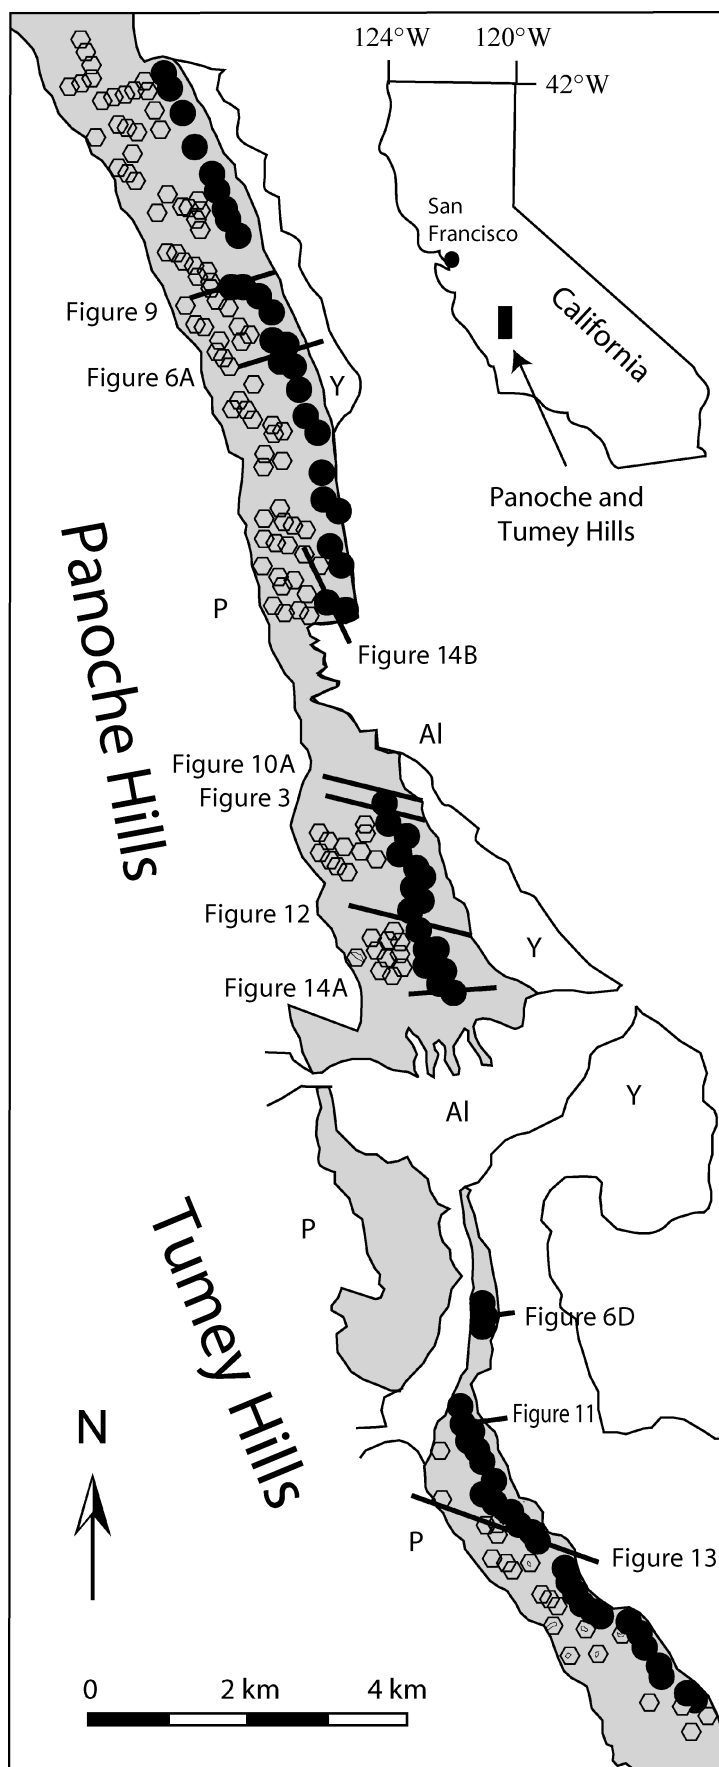 124°W
120°W
42°W
San
Francisco
California
Figure 9
Figure 6A
Y
Panoche and
Tumey Hills
Panoche Hills
P
Figure 14B
Al
Figure 10A
Figure 3
Figure 12
Y
Figure 14A
Al
Y
P
Tumey Hills
Figure 6D
Figure 11
N
P
Figure 13
0 2 km 4 km